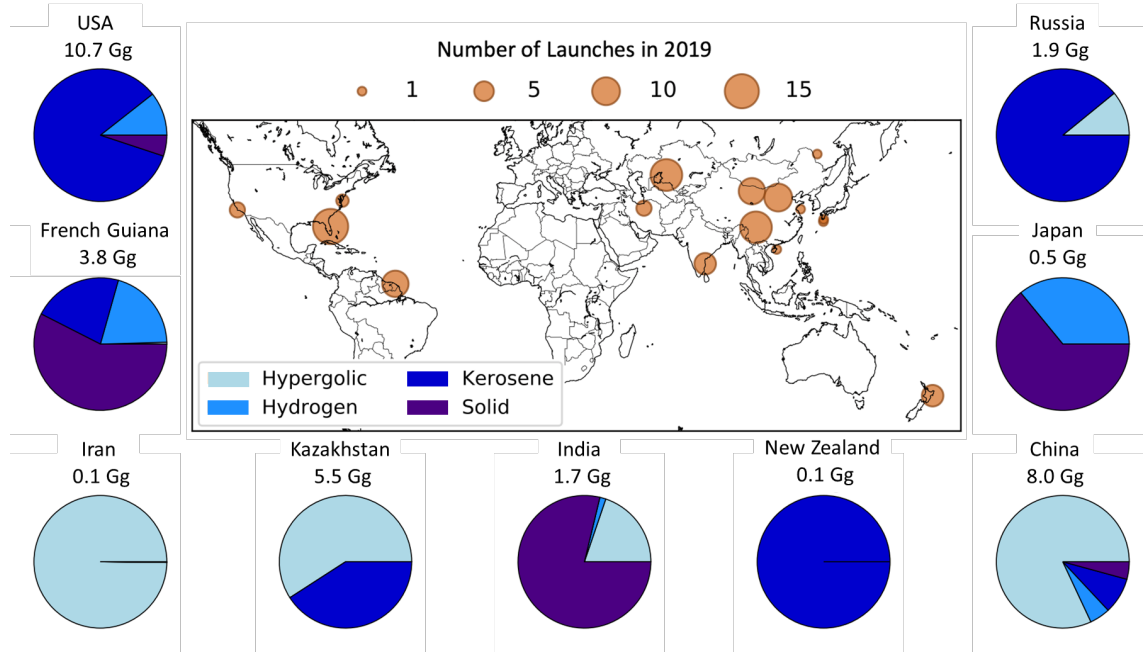 USA
10.7 Gg
Number of Launches in 2019
1 5 10 15
Russia
1.9 Gg
French Guiana
3.8 Gg
Japan
0.5 Gg
Hypergolic Kerosene
Hydrogen Solid
Iran
0.1 Gg
Kazakhstan
5.5 Gg
India
1.7 Gg
New Zealand
0.1 Gg
China
8.0 Gg